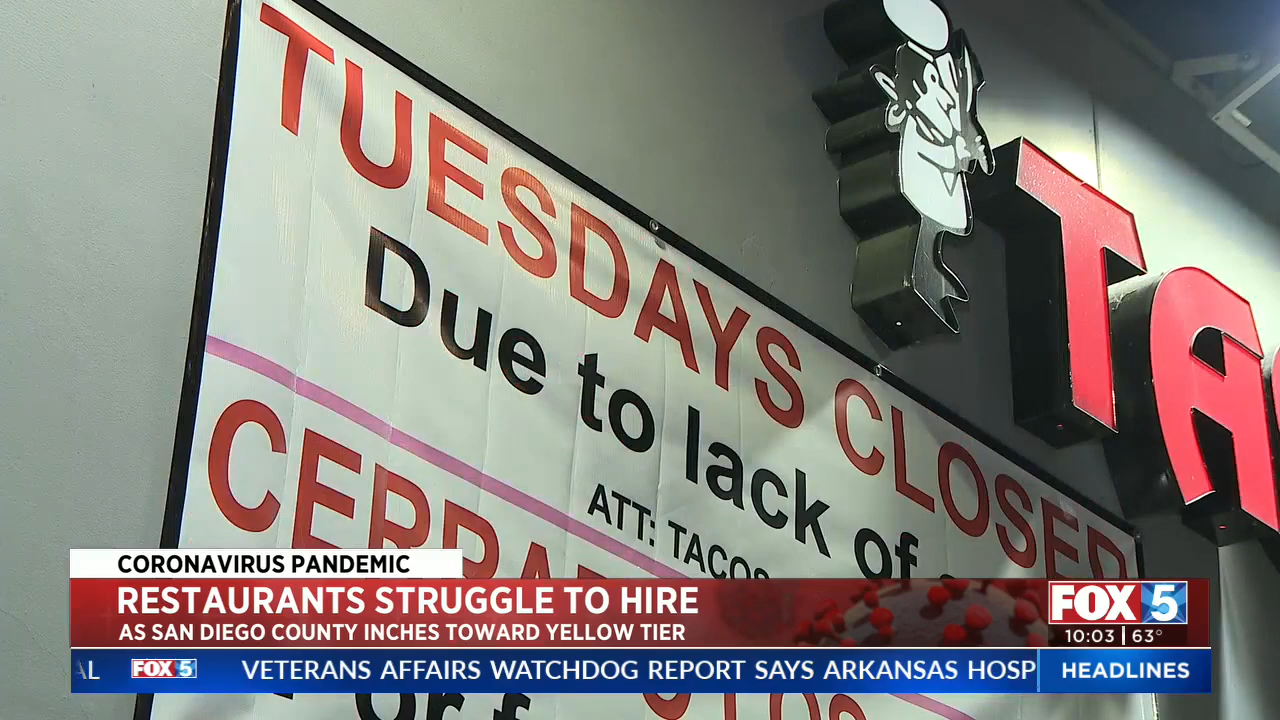 TUESDAYS CLOSED
Due to lack of
ATT: TACOS
TA
CORONAVIRUS PANDEMIC
RESTAURANTS STRUGGLE TO HIRE
AS SAN DIEGO COUNTY INCHES TOWARD YELLOW TIER
FOX 5
10:03 | 63°
AL FOX 5 VETERANS AFFAIRS WATCHDOG REPORT SAYS ARKANSAS HOSP
HEADLINES